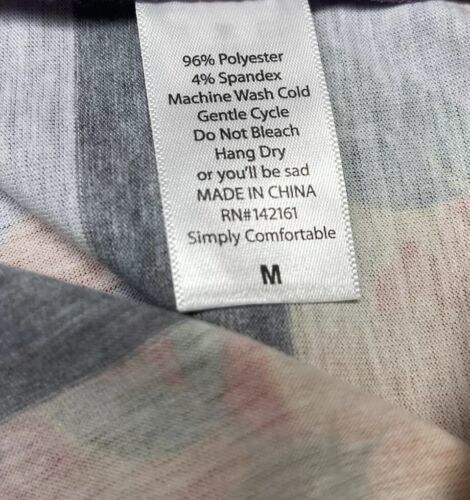 96% Polyester
4% Spandex
Machine Wash Cold
Gentle Cycle
Do Not Bleach
Hang Dry
or you'll be sad
MADE IN CHINA
RN#142161
Simply Comfortable
M